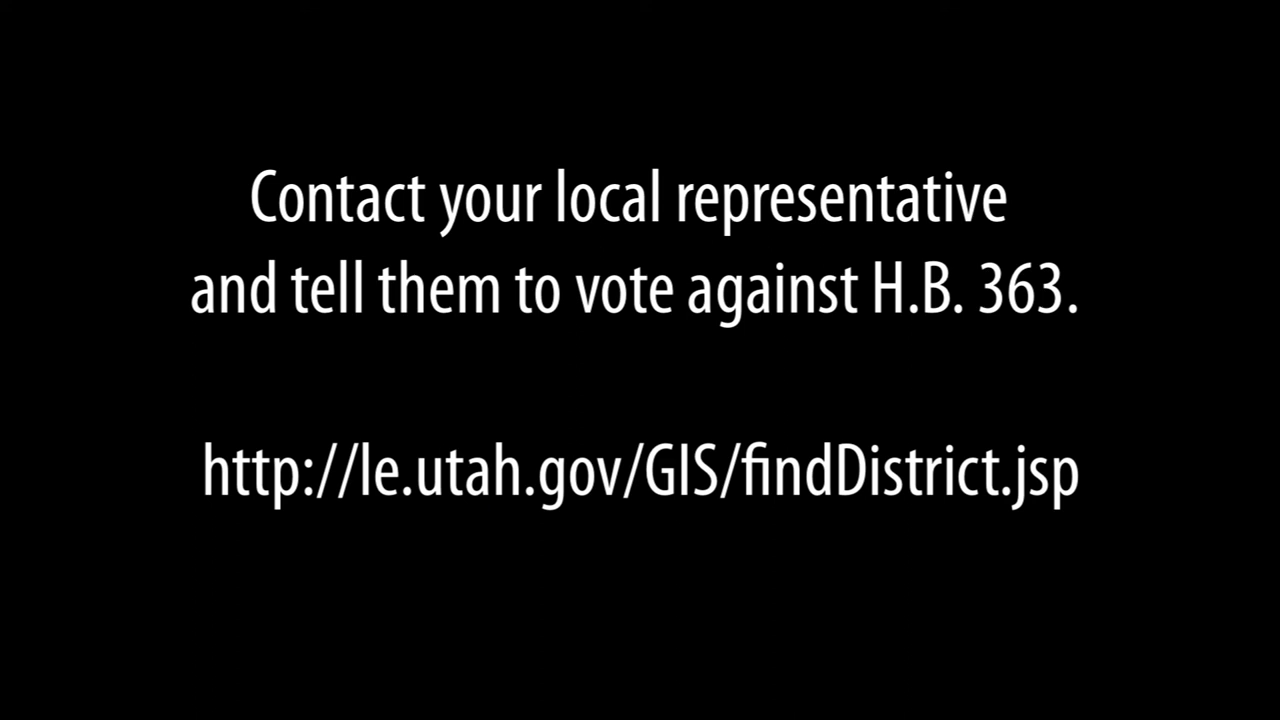 Contact your local representative
and tell them to vote against H.B. 363.
http://le.utah.gov/GIS/findDistrict.jsp